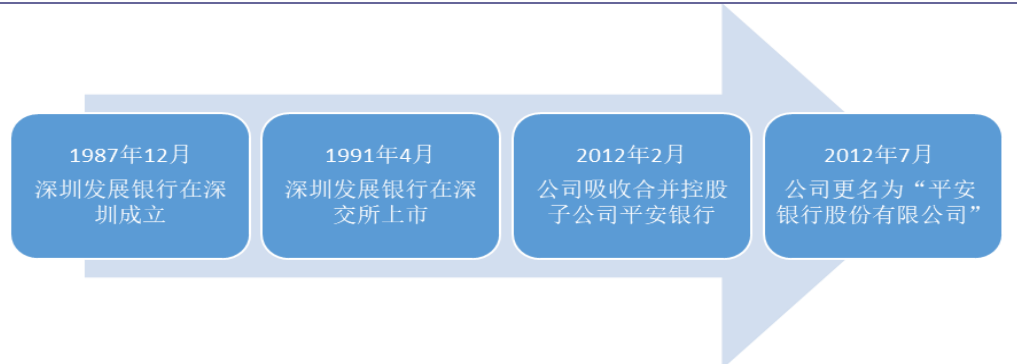 1987年12月
深圳发展银行在深
圳成立
1991年4月
深圳发展银行在深
交所上市
2012年2月
公司吸收合并控股
子公司平安银行
2012年7月
公司更名为“平安
银行股份有限公司”